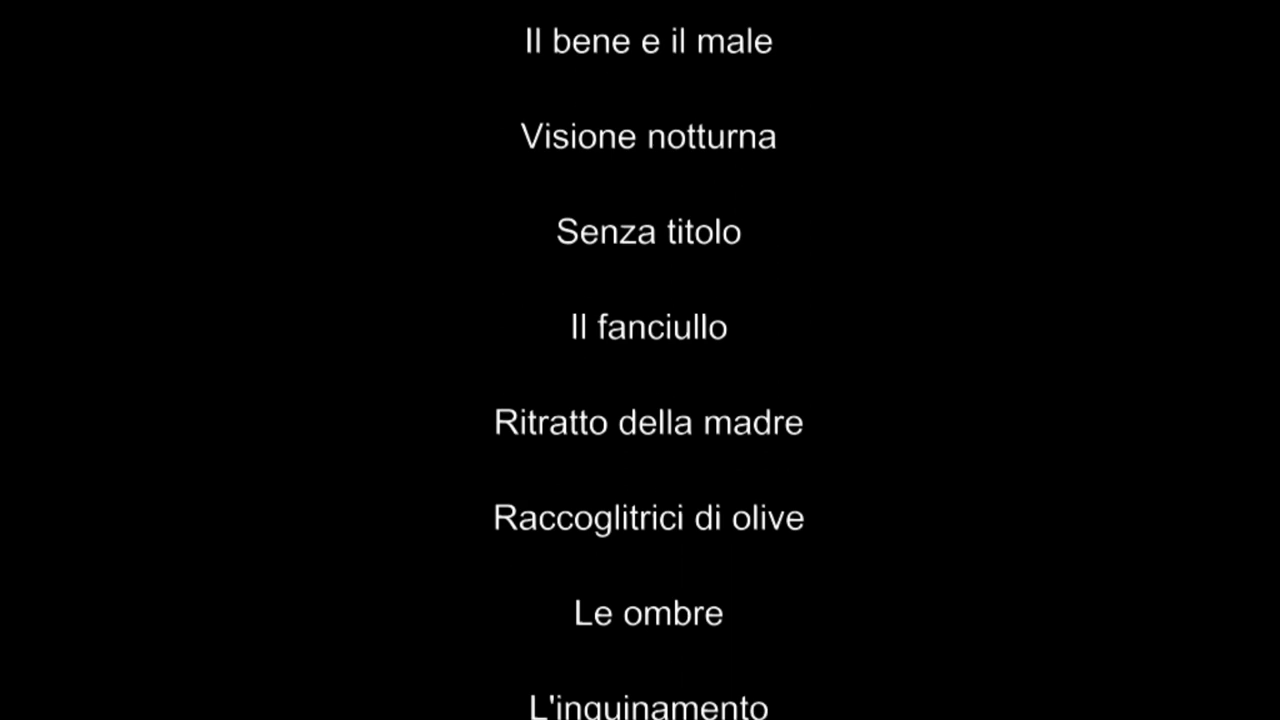 Il bene e il male
Visione notturna
Senza titolo
Il fanciullo
Ritratto della madre
Raccoglitrici di olive
Le ombre
L'inquinamento